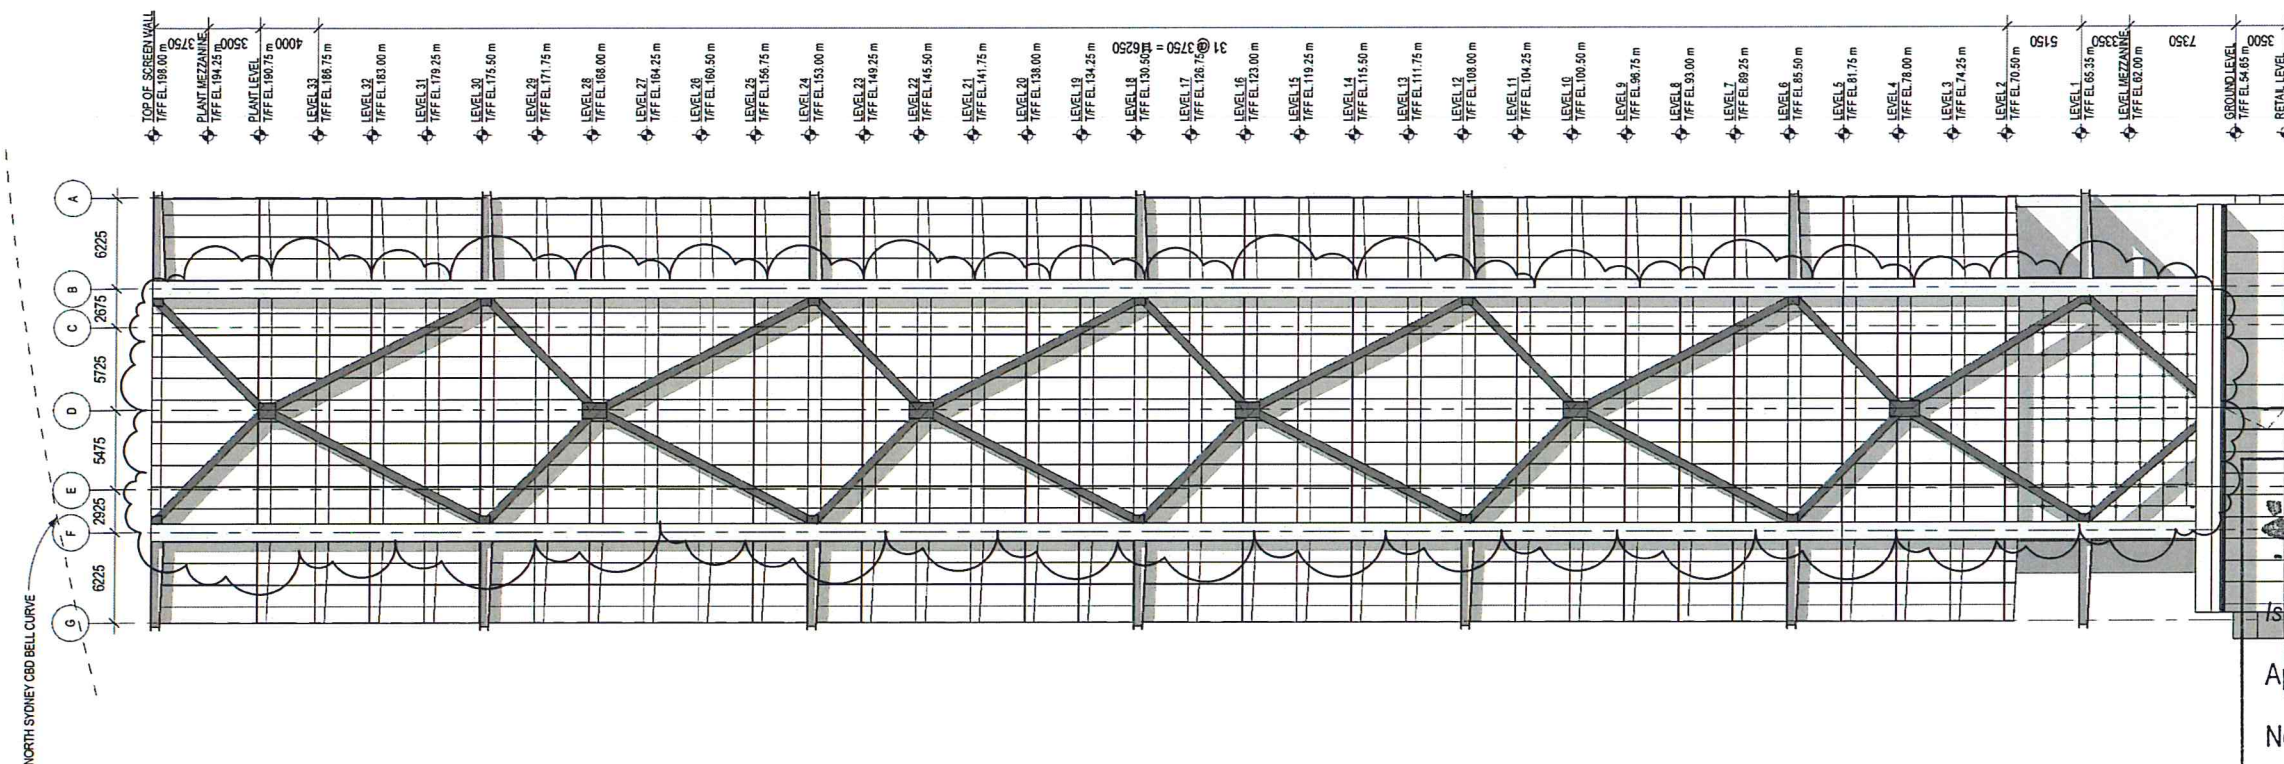 TOP OF SCREEN WALL
T/FF EL.198.00 m
PLANT MEZZANINE
T/FF EL.194.25 m
PLANT LEVEL
T/FF EL.190.75 m
LEVEL 33
T/FF EL.186.75 m
LEVEL 32
T/FF EL.183.00 m
LEVEL 31
T/FF EL.179.25 m
LEVEL 30
T/FF EL.175.50 m
LEVEL 29
T/FF EL.171.75 m
LEVEL 28
T/FF EL.168.00 m
LEVEL 27
T/FF EL.164.25 m
LEVEL 26
T/FF EL.160.50 m
LEVEL 25
T/FF EL.156.75 m
LEVEL 24
T/FF EL.153.00 m
LEVEL 23
T/FF EL.149.25 m
LEVEL 22
T/FF EL.145.50 m
LEVEL 21
T/FF EL.141.75 m
LEVEL 20
T/FF EL.138.00 m
LEVEL 19
T/FF EL.134.25 m
LEVEL 18
T/FF EL.130.50 m
LEVEL 17
T/FF EL.126.75 m
LEVEL 16
T/FF EL.123.00 m
LEVEL 15
T/FF EL.119.25 m
LEVEL 14
T/FF EL.115.50 m
LEVEL 13
T/FF EL.111.75 m
LEVEL 12
T/FF EL.108.00 m
LEVEL 11
T/FF EL.104.25 m
LEVEL 10
T/FF EL.100.50 m
LEVEL 9
T/FF EL.96.75 m
LEVEL 8
T/FF EL.93.00 m
LEVEL 7
T/FF EL.89.25 m
LEVEL 6
T/FF EL.85.50 m
LEVEL 5
T/FF EL.81.75 m
LEVEL 4
T/FF EL.78.00 m
LEVEL 3
T/FF EL.74.25 m
LEVEL 2
T/FF EL.70.50 m
LEVEL 1
T/FF EL.65.35 m
LEVEL MEZZANINE
T/FF EL.62.00 m
GROUND LEVEL
T/FF EL.54.65 m
RETAIL LEVEL
3750
3500
4000
31 @ 3750 = 116250
5150
3350
7350
3500
A
6225
B
2675
C
5725
D
5475
E
2925
F
6225
G
NORTH SYDNEY CBD BELL CURVE